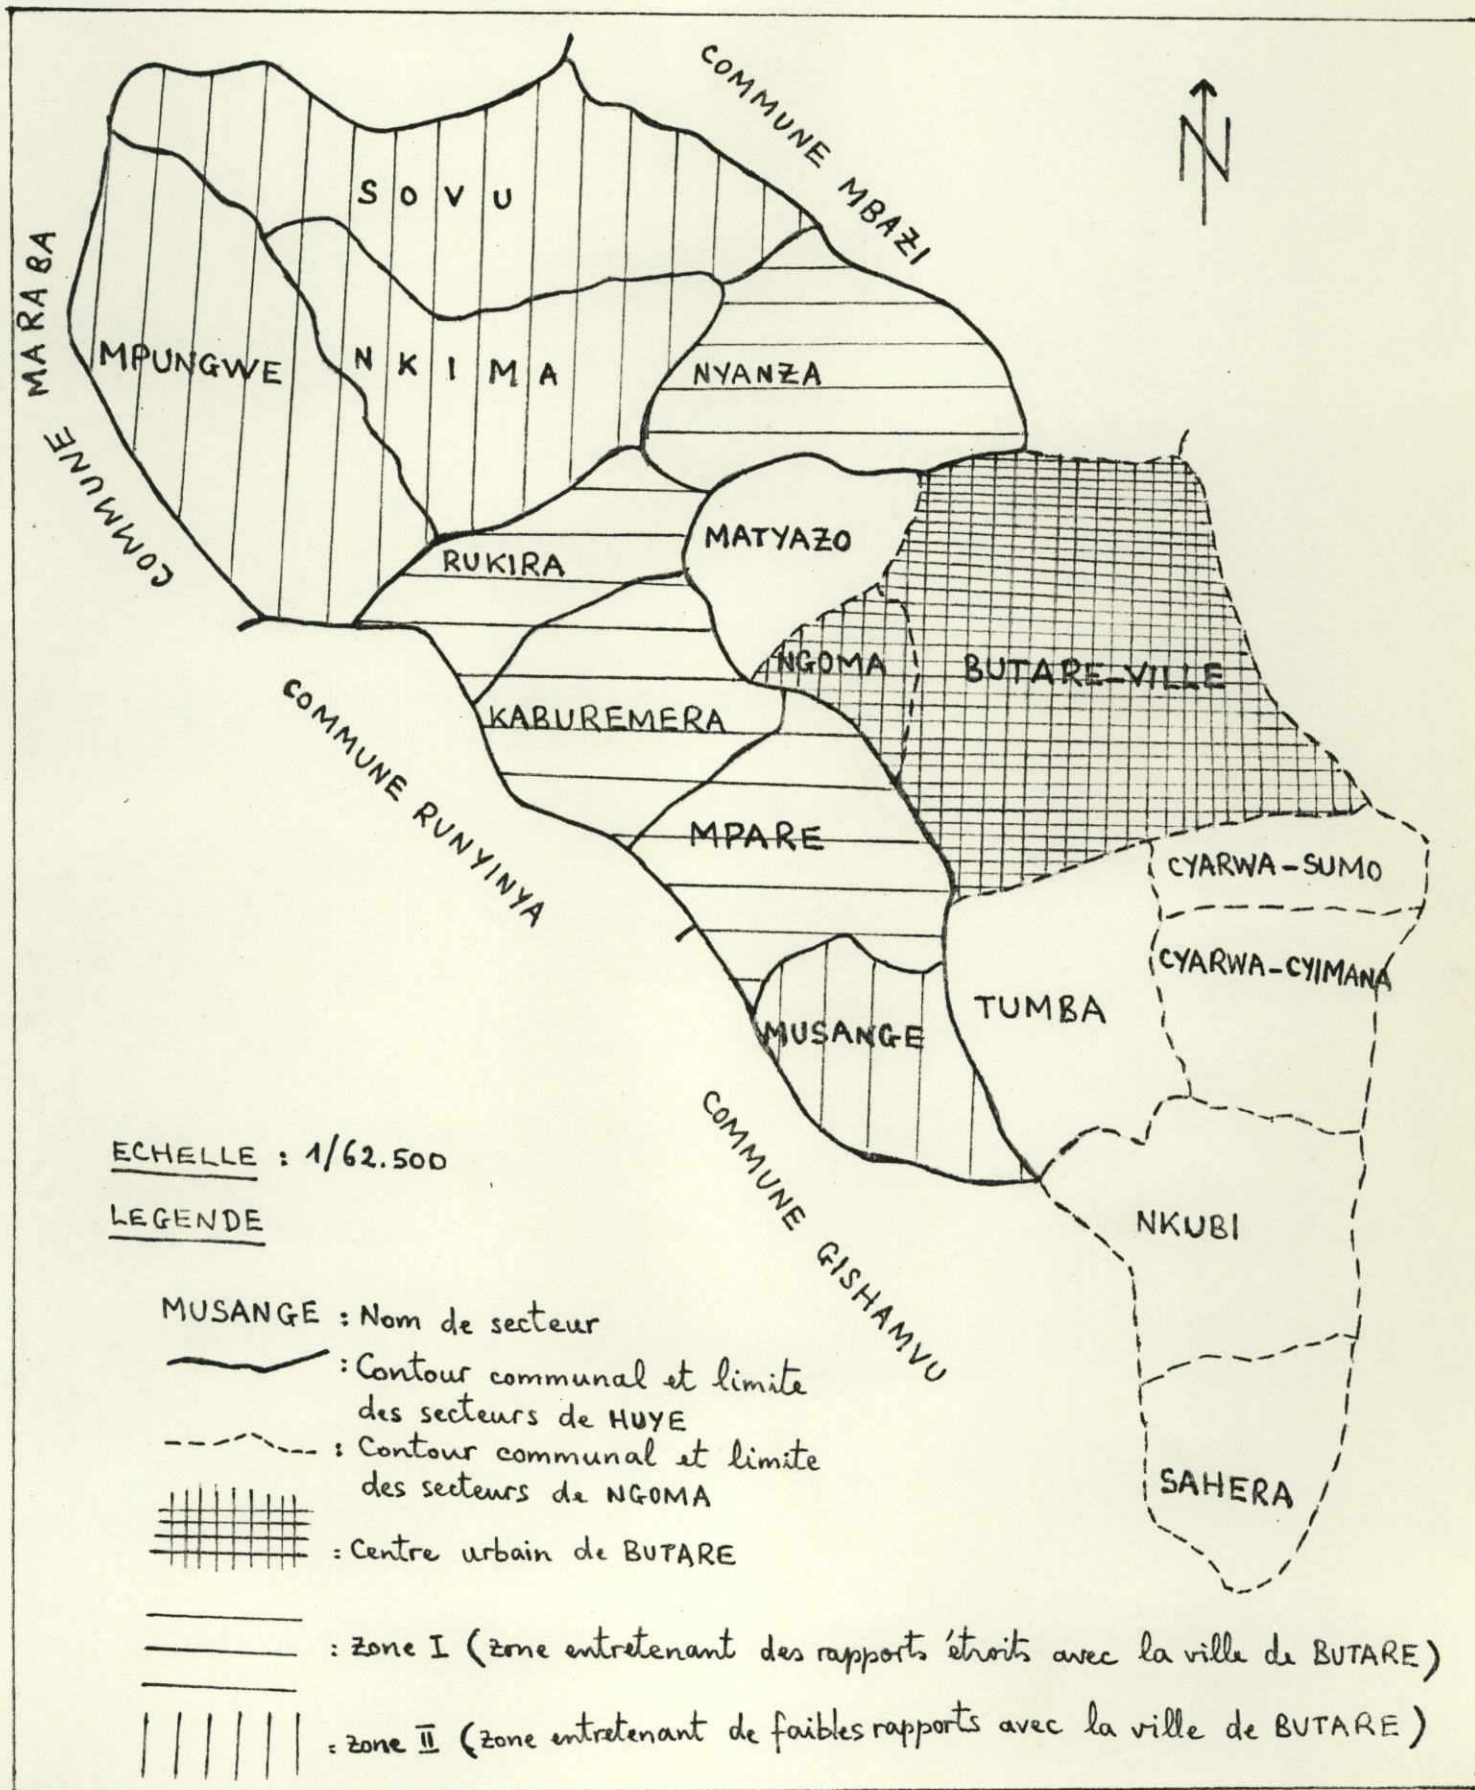 COMMUNE MBAZI
N
SOVU
COMMUNE MARABA
MPUNGWE
NKIMA
NYANZA
MATYAZO
RUKIRA
NGOMA
BUTARE-VILLE
KABUREMERA
COMMUNE RUNYINYA
MPARE
CYARWA-SUMO
CYARWA-CYIMANA
TUMBA
MUSANGE
COMMUNE GISHAMVU
NKUBI
SAHERA
ECHELLE : 1/62.500
LEGENDE
MUSANGE : Nom de secteur
: Contour communal et limite
des secteurs de HUYE
: Contour communal et limite
des secteurs de NGOMA
: Centre urbain de BUTARE
: zone I (zone entretenant des rapports étroits avec la ville de BUTARE)
: zone II (zone entretenant de faibles rapports avec la ville de BUTARE)